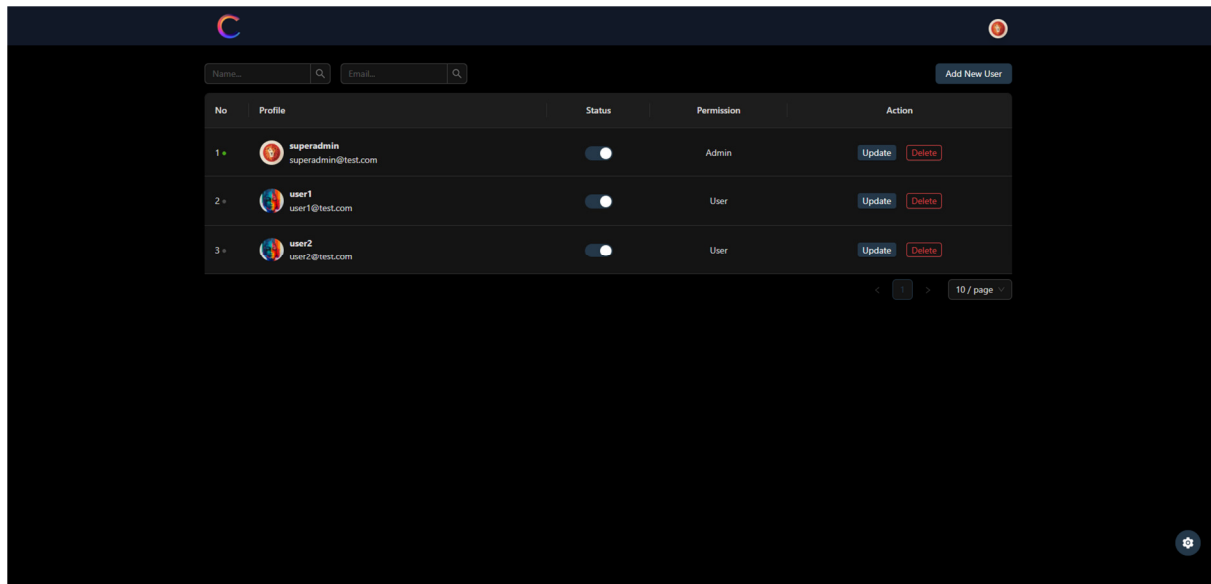 Name...
Email...
Add New User
No Profile Status Permission Action
1 superadmin Admin Update Delete
superadmin@test.com
2 user1 User Update Delete
user1@test.com
3 user2 User Update Delete
user2@test.com
< 1 > 10 / page